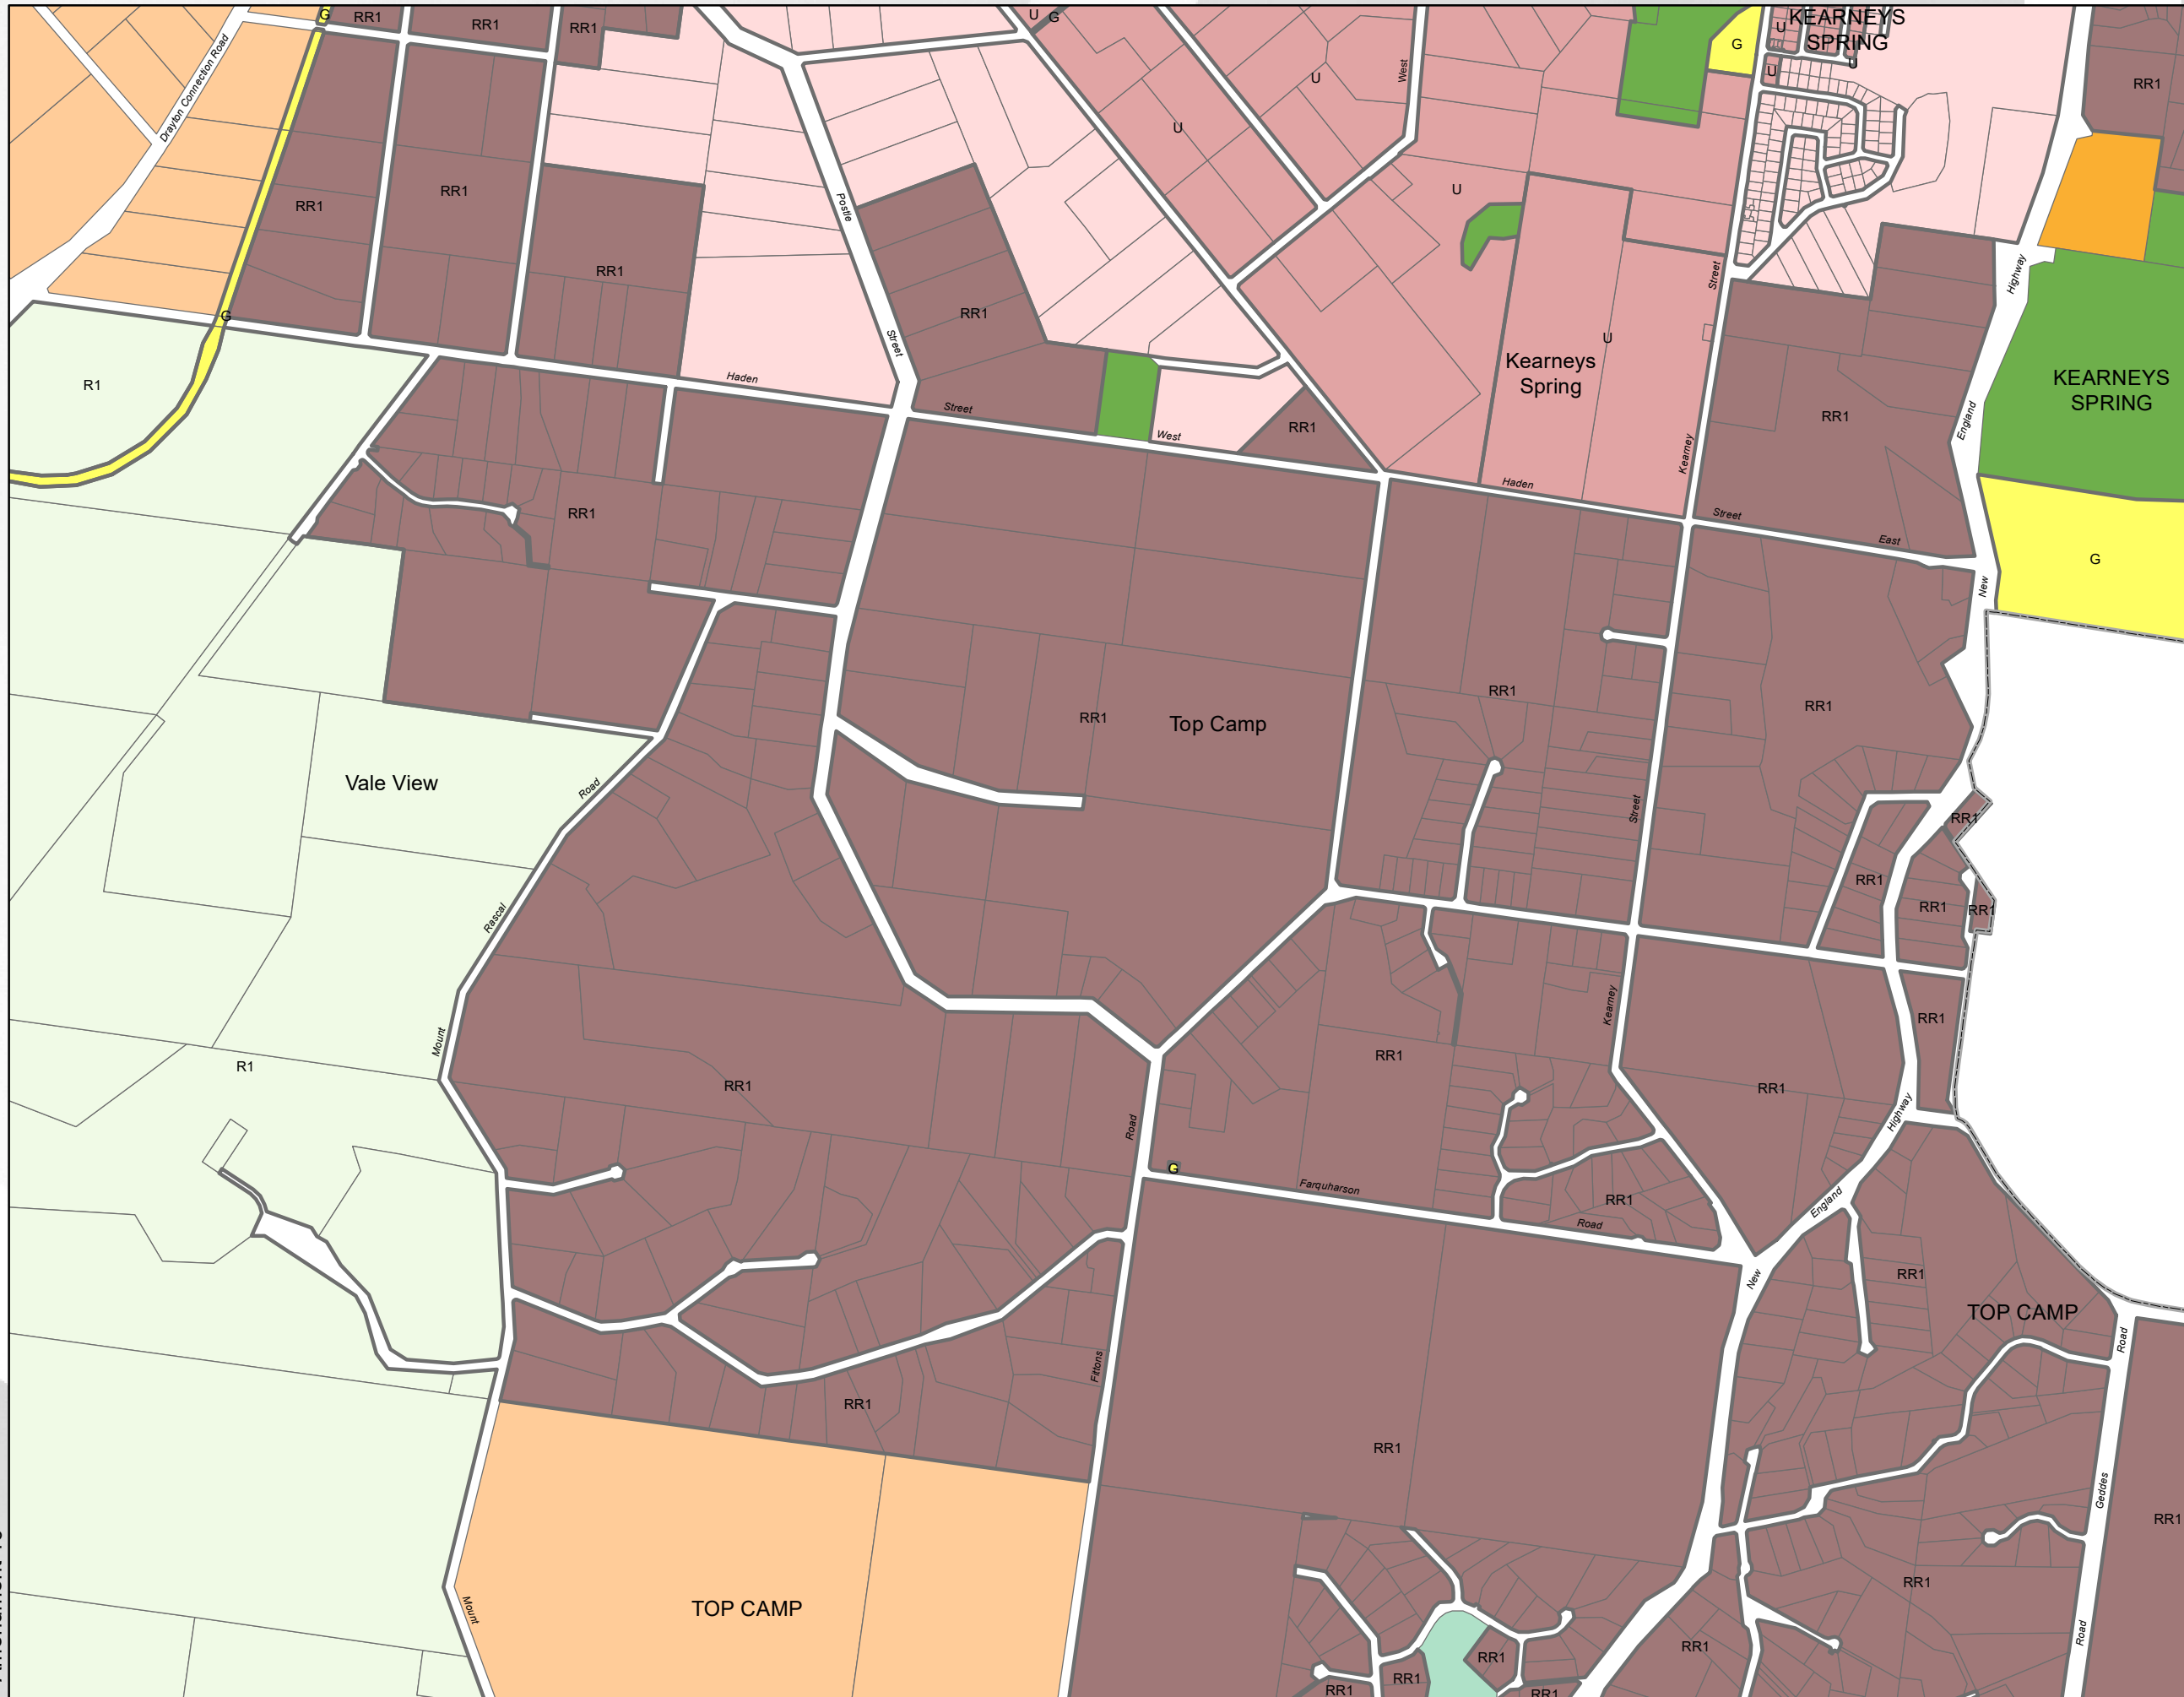 G
RR1
RR1
RR1
U
G
KEARNEYS
SPRING
U
G
U
U
U
West
RR1
Drayton Connection Road
U
RR1
RR1
U
Postle
RR1
Street
Highway
RR1
G
Street
U
Kearneys
Spring
KEARNEYS
SPRING
R1
Haden
Street
RR1
England
West
RR1
Kearney
Haden
Street
East
RR1
G
New
RR1
RR1
RR1
Top Camp
Vale View
Road
Street
RR1
RR1
RR1
RR1
Rascal
Kearney
RR1
Mount
RR1
R1
RR1
RR1
Road
Highway
G
Farquharson
Road
RR1
England
New
RR1
TOP CAMP
Road
Fittons
RR1
RR1
Geddes
RR1
TOP CAMP
Mount
RR1
Road
RR1
RR1
RR1
RR1
RR1